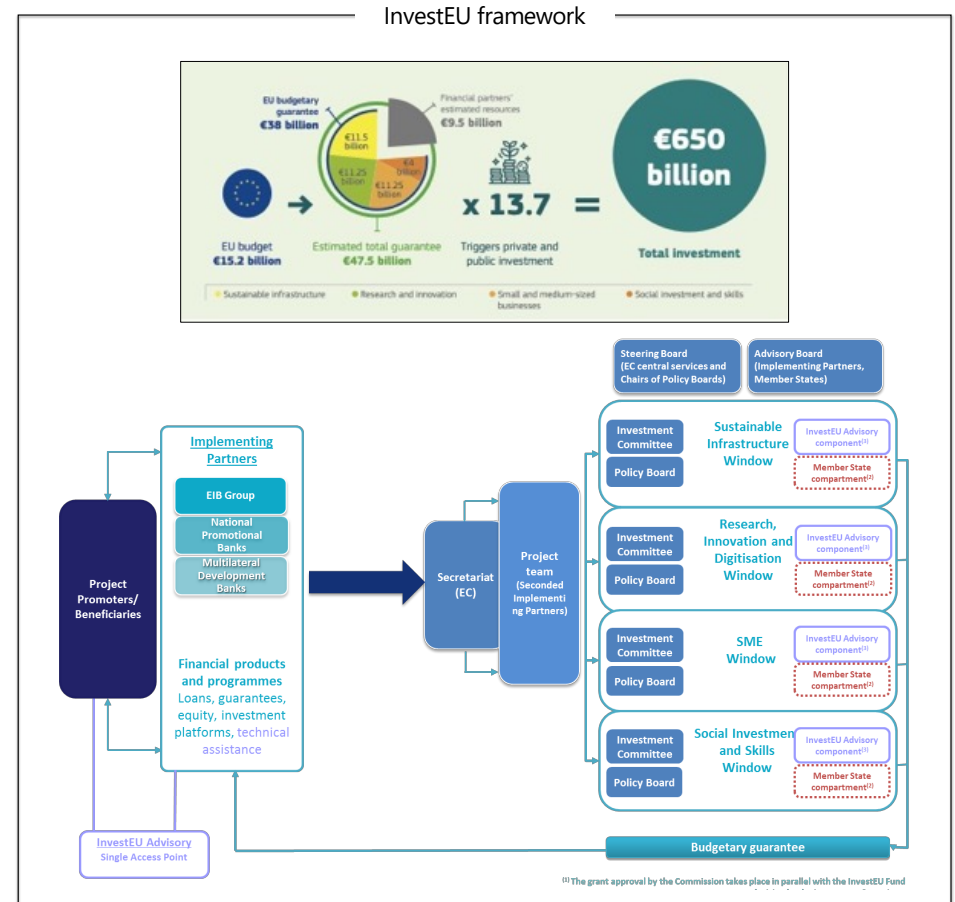 InvestEU framework
EU budgetary
guarantee
€38 billion
Financial partners'
estimated resources
€9.5 billion
€11.5
billion
€4
billion
€11.25
billion
€11.25
billion
x 13.7
=
€650
billion
EU budget
€15.2 billion
Estimated total guarantee
€47.5 billion
Triggers private and
public investment
Total investment
Sustainable infrastructure
Research and innovation
Small and medium-sized
businesses
Social investment and skills
Steering Board
(EC central services and
Chairs of Policy Boards)
Advisory Board
(Implementing Partners,
Member States)
Project
Promoters/
Beneficiaries
Implementing
Partners
EIB Group
National
Promotional
Banks
Multilateral
Development
Banks
Financial products
and programmes
Loans, guarantees,
equity, investment
platforms, technical
assistance
Secretariat
(EC)
Project
team
(Seconded
Implementi
ng Partners)
Investment
Committee
Policy Board
Sustainable
Infrastructure
Window
InvestEU Advisory
component(1)
Member State
compartment(2)
Investment
Committee
Policy Board
Research,
Innovation and
Digitisation
Window
InvestEU Advisory
component(1)
Member State
compartment(2)
Investment
Committee
Policy Board
SME
Window
InvestEU Advisory
component(1)
Member State
compartment(2)
Investment
Committee
Policy Board
Social Investmen
and Skills
Window
InvestEU Advisory
component(1)
Member State
compartment(2)
InvestEU Advisory
Single Access Point
Budgetary guarantee
(1) The grant approval by the Commission takes place in parallel with the InvestEU Fund